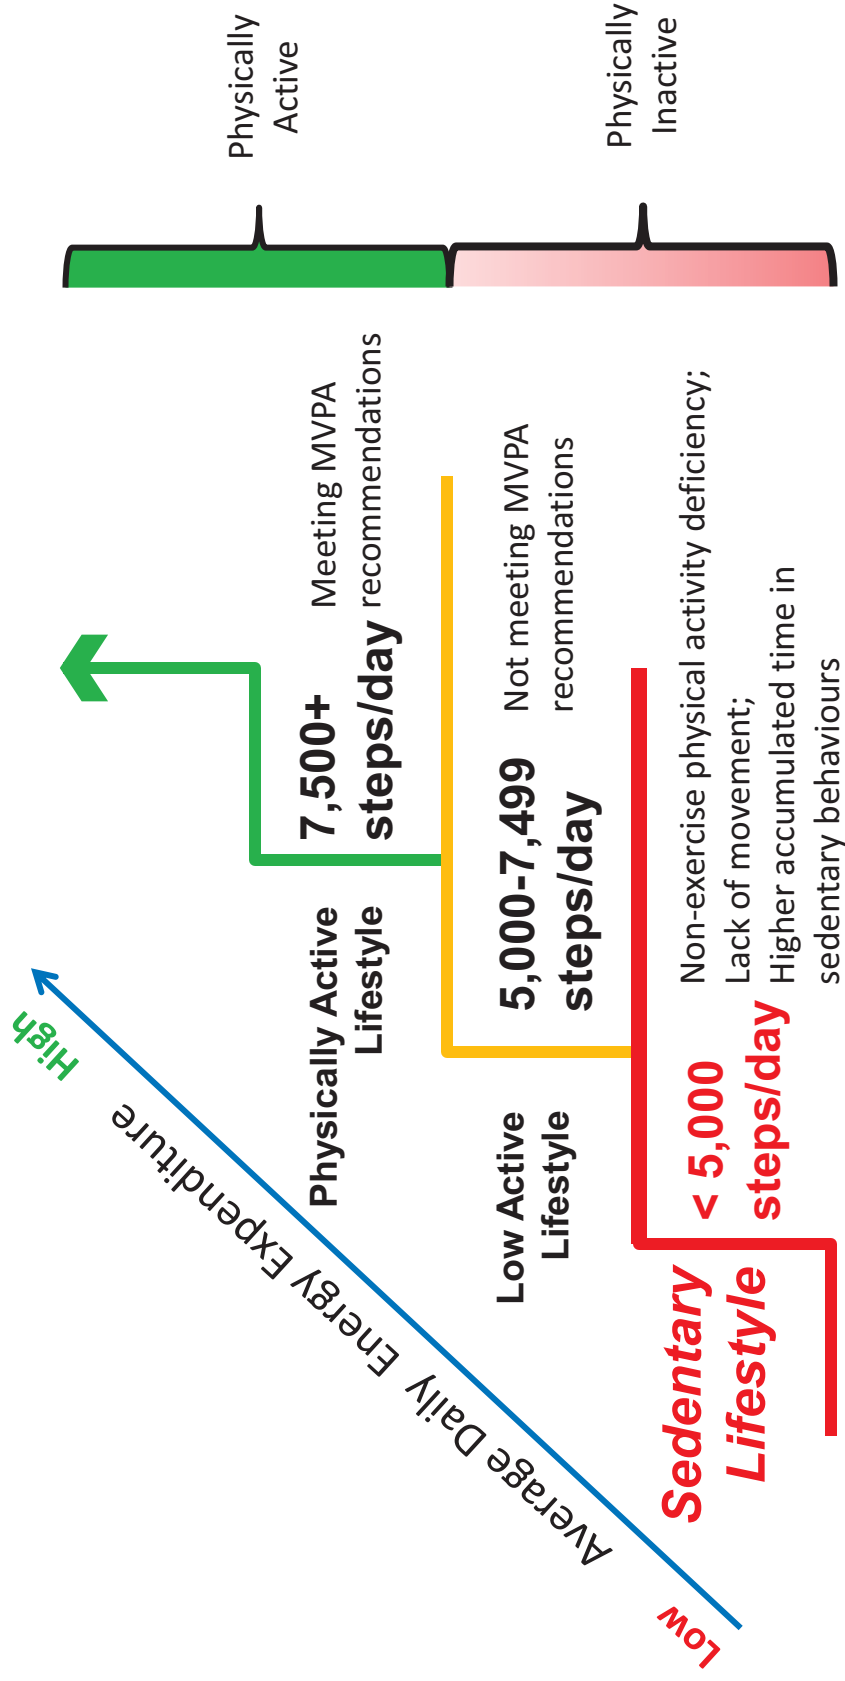 High
Average Daily Energy Expenditure
Low
Physically Active
Lifestyle
7,500+
steps/day
Meeting MVPA
recommendations
Physically
Active
Low Active
Lifestyle
5,000-7,499
steps/day
Not meeting MVPA
recommendations
Sedentary
Lifestyle
< 5,000
steps/day
Non-exercise physical activity deficiency;
Lack of movement;
Higher accumulated time in
sedentary behaviours
Physically
Inactive